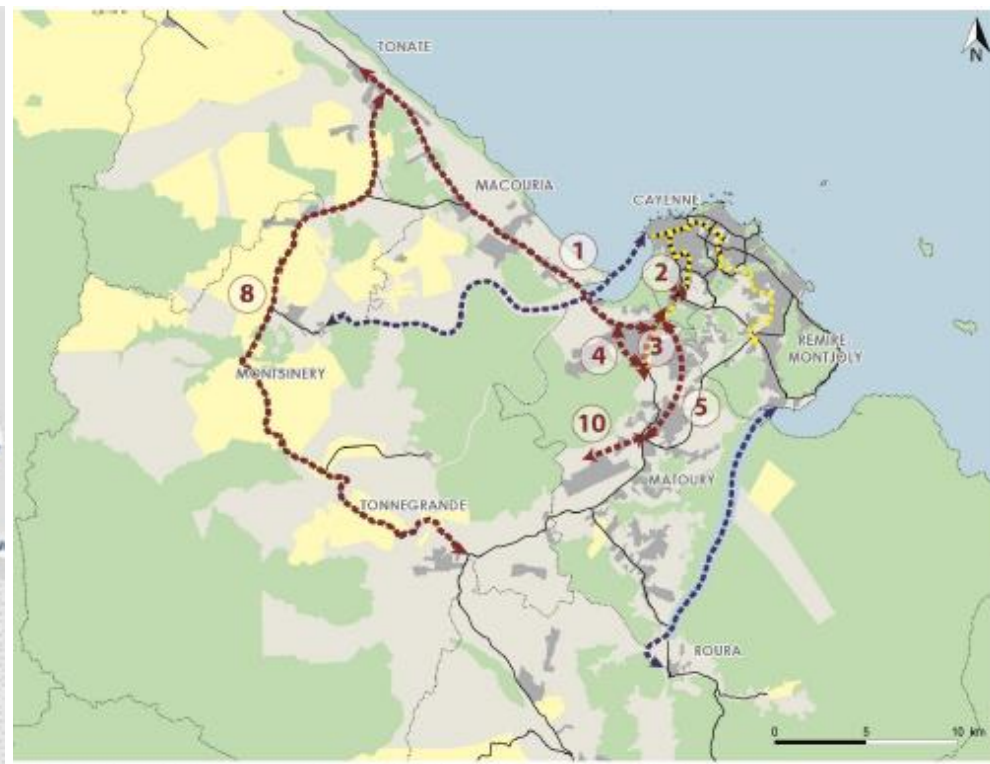 TONATE
N
MACOURIA
CAYENNE
1
2
8
3
4
REMIRE
MONTJOLY
MONTSINERY
5
10
MATOURY
TONNEGRANDE
ROURA
0 5 10 km